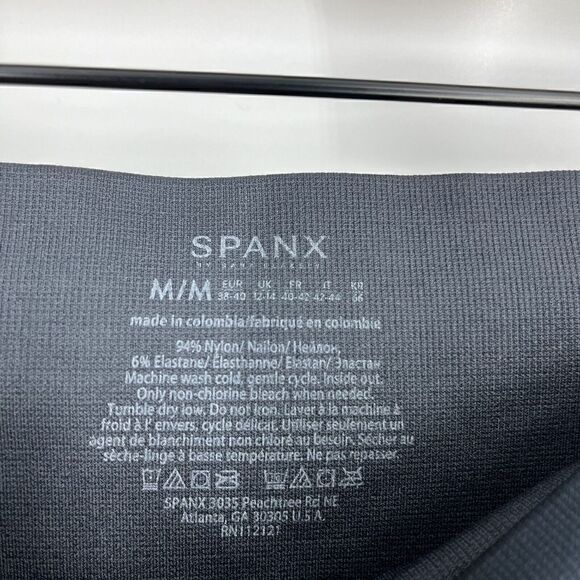 SPANX
BY SARA BLAKELY
M/M EUR UK FR IT KR
38-40 12-14 40-42 42-44 66
made in colombia/fabriqué en colombie
94% Nylon/ Nailon/ Нейлон,
6% Elastane/ Élasthanne/ Elastan/ Эластан
Machine wash cold, gentle cycle. Inside out.
Only non-chlorine bleach when needed.
Tumble dry low. Do not iron. Laver à la machine à
froid à l' envers, cycle délicat. Utiliser seulement un
agent de blanchiment non chloré au besoin. Sécher au
sèche-linge à basse température. Ne pas repasser.
SPANX 3035 Peachtree Rd NE
Atlanta, GA 30305 U.S.A.
RN112121